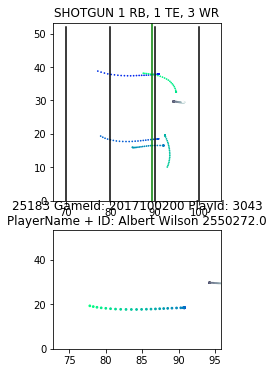 SHOTGUN 1 RB, 1 TE, 3 WR
50
40
30
20
10
0
70 80 90 100
25183 GameId: 2017100200 PlayId: 3043
PlayerName + ID: Albert Wilson 2550272.0
40
20
0
75 80 85 90 95